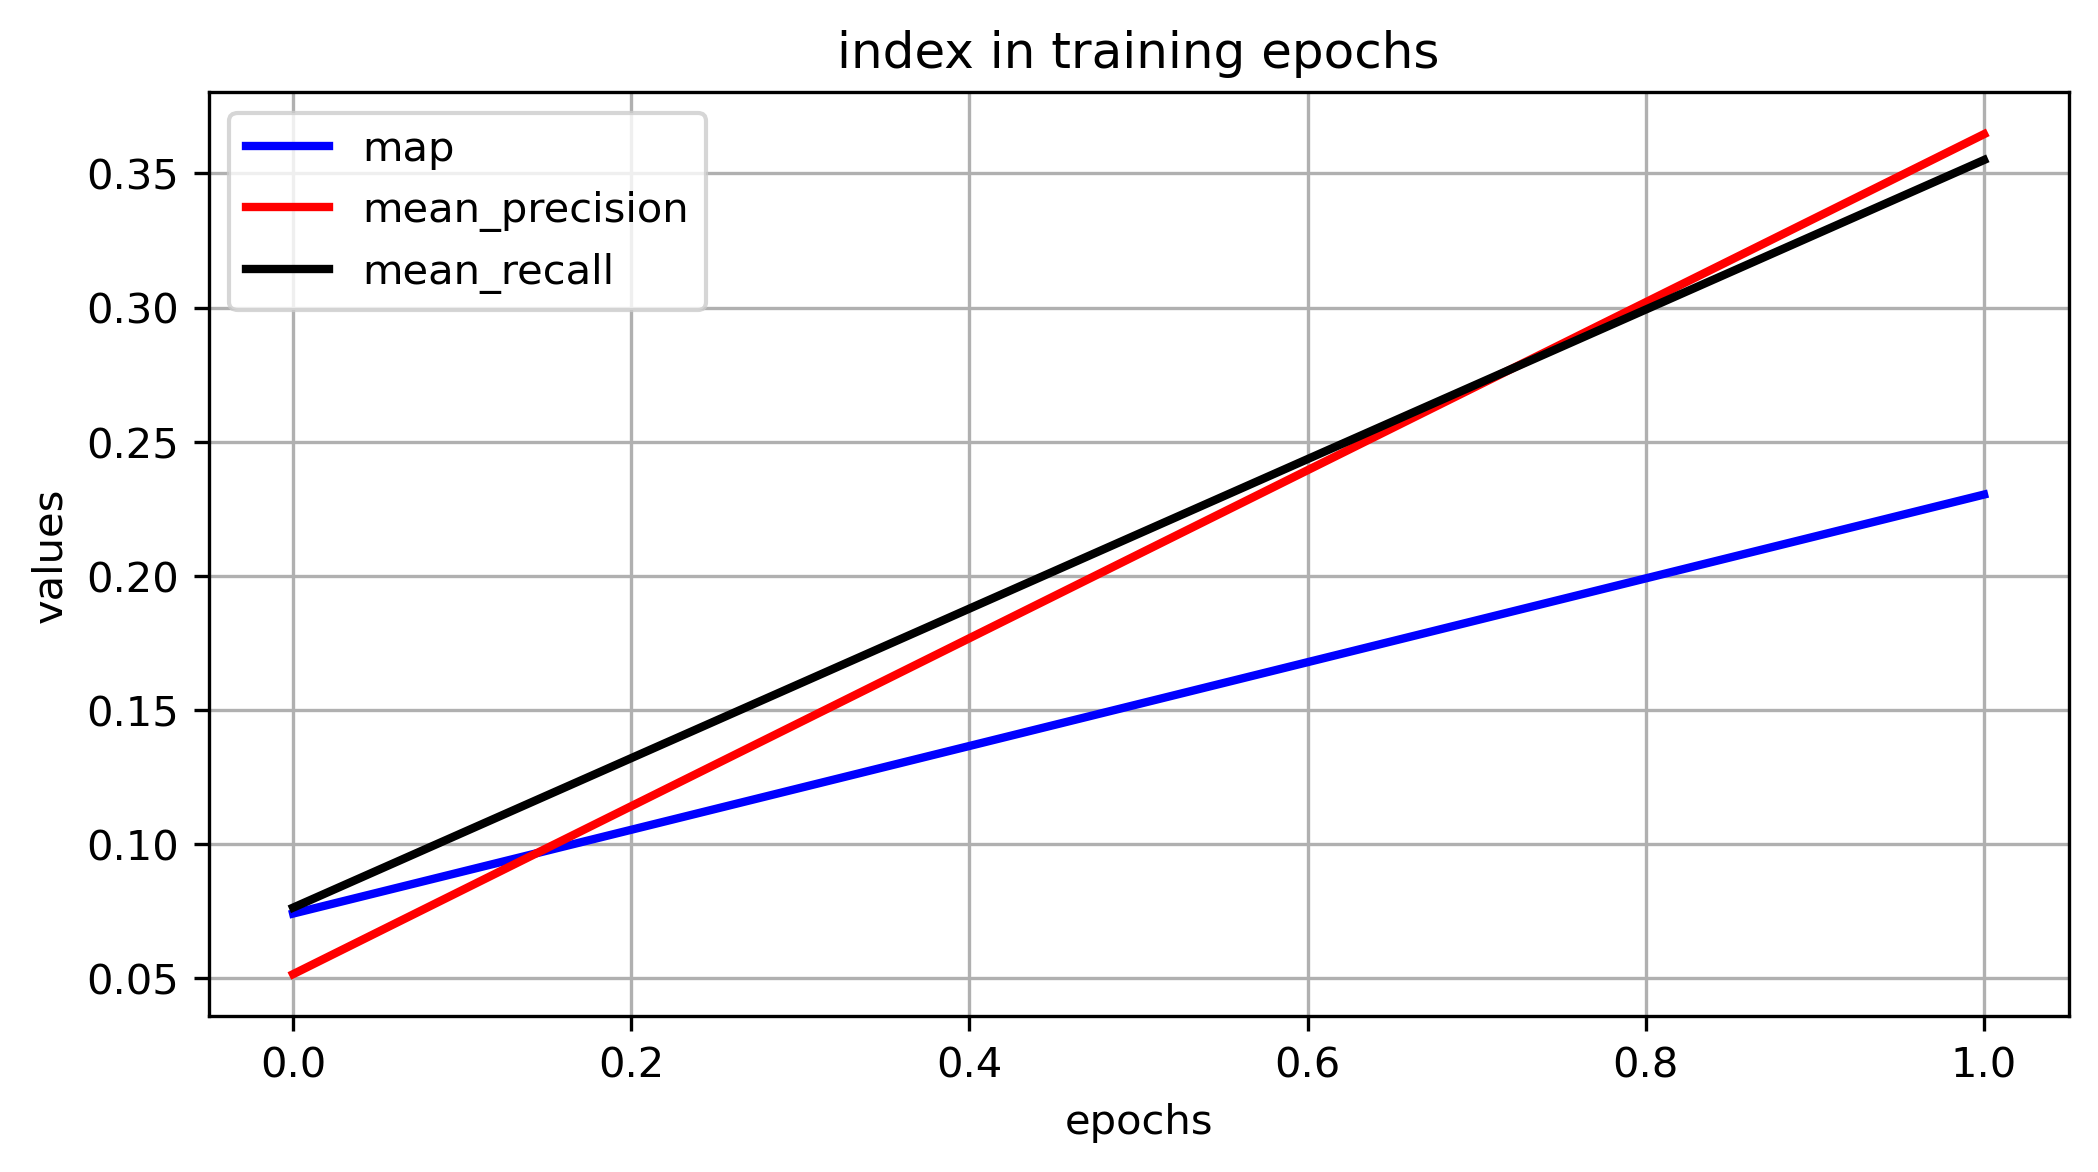 index in training epochs
map
mean_precision
mean_recall
values
0.35
0.30
0.25
0.20
0.15
0.10
0.05
0.0 0.2 0.4 0.6 0.8 1.0
epochs